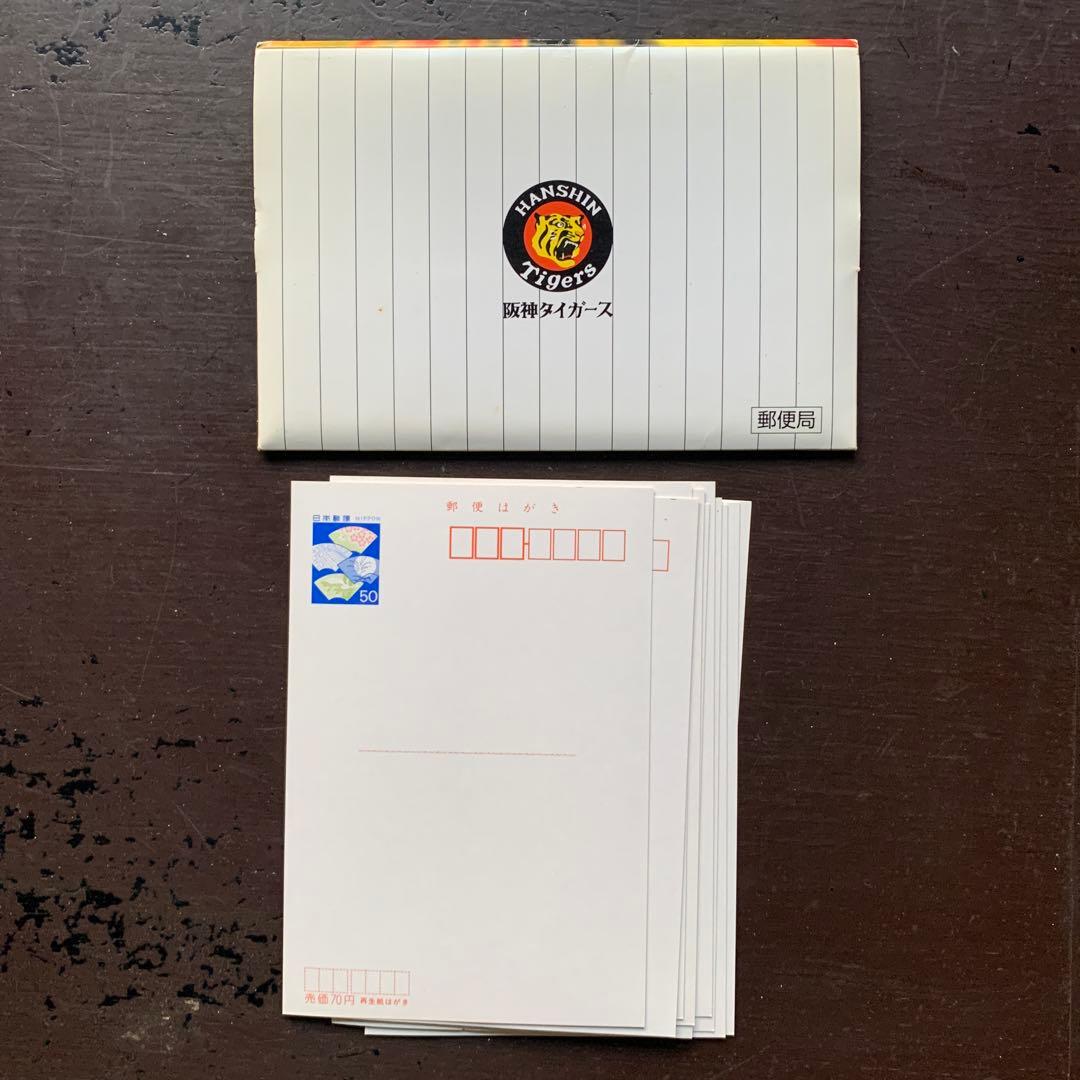 HANSHIN
Tigers
阪神タイガース
郵便局
郵便はがき
日本郵便 NIPPON
50
売価70円 再生紙はがき